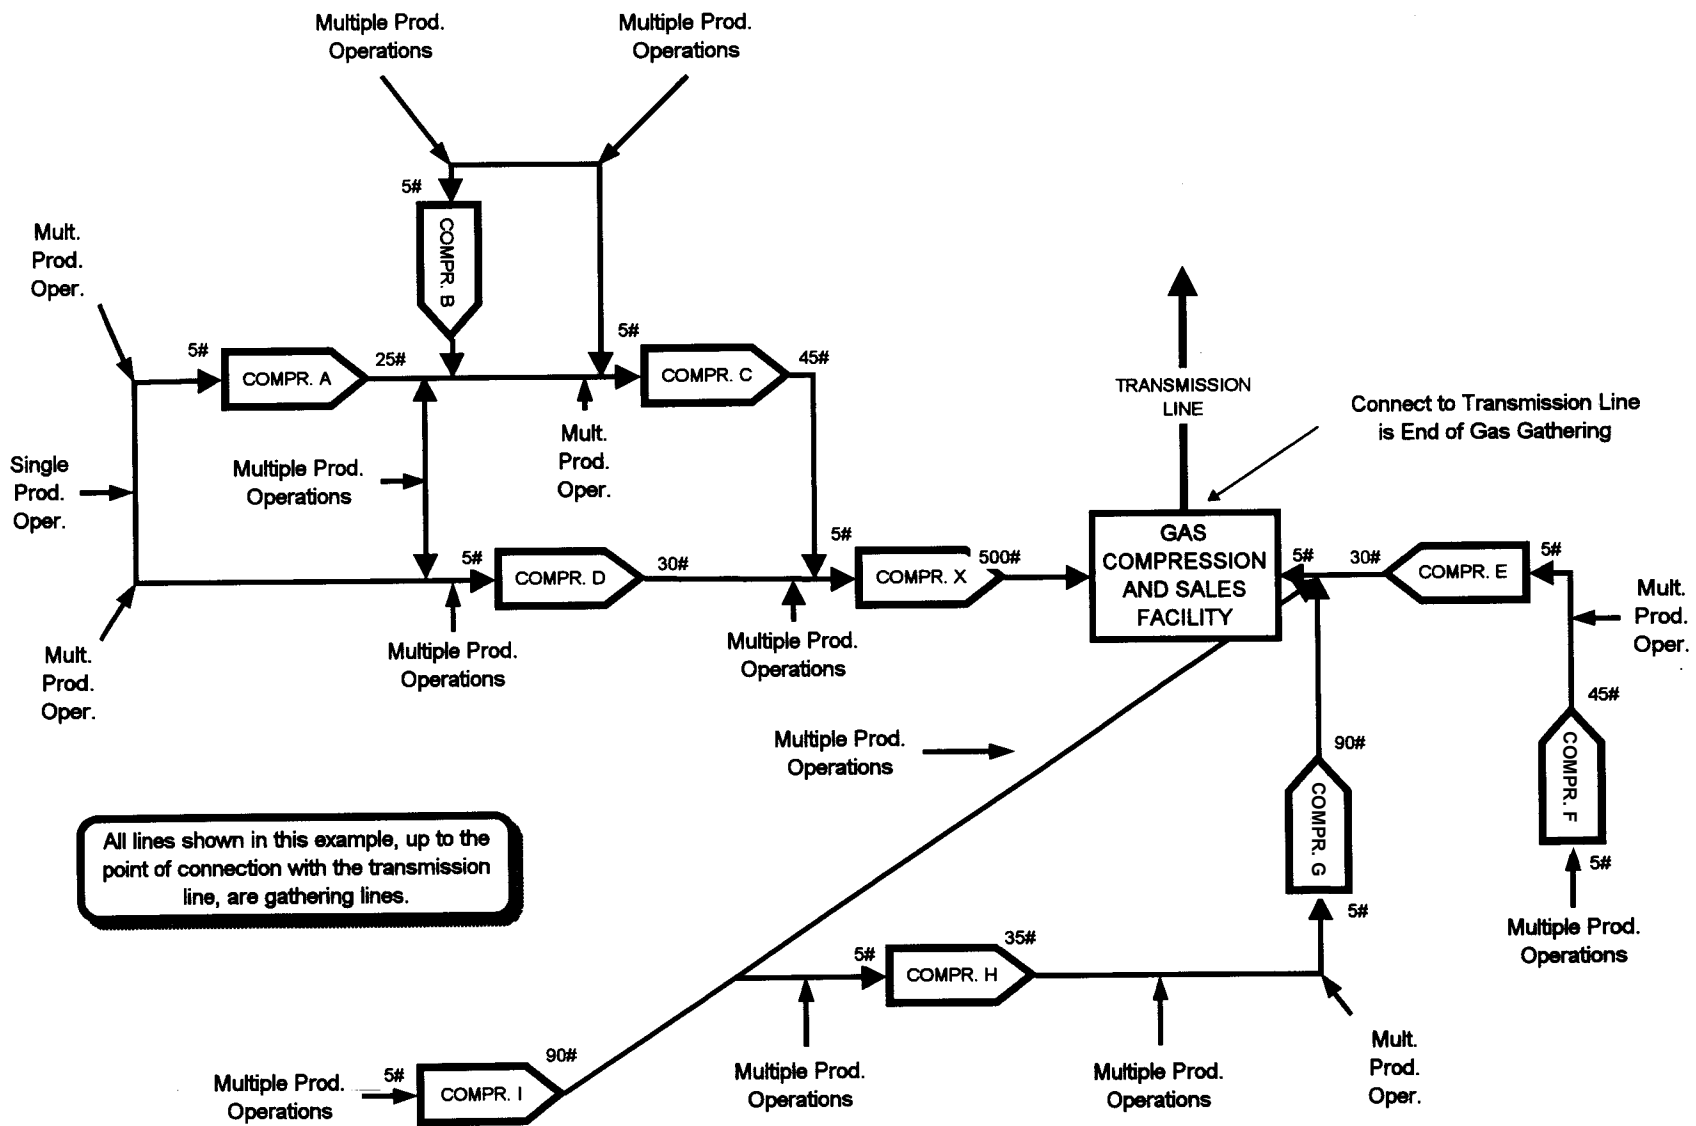 Multiple Prod.
Operations
Multiple Prod.
Operations
5#
COMPR. B
Mult.
Prod.
Oper.
5#
COMPR. A
25#
5#
COMPR. C
45#
TRANSMISSION
LINE
Connect to Transmission Line
is End of Gas Gathering
Single
Prod.
Oper.
Multiple Prod.
Operations
Mult.
Prod.
Oper.
5#
COMPR. D
30#
5#
COMPR. X
500#
GAS
COMPRESSION
AND SALES
FACILITY
5#
30#
COMPR. E
5#
Mult.
Prod.
Oper.
Mult.
Prod.
Oper.
Multiple Prod.
Operations
Multiple Prod.
Operations
45#
COMPR. F
5#
Multiple Prod.
Operations
Multiple Prod.
Operations
90#
COMPR. G
5#
All lines shown in this example, up to the
point of connection with the transmission
line, are gathering lines.
5#
COMPR. H
35#
Multiple Prod.
Operations
5#
COMPR. I
90#
Multiple Prod.
Operations
Multiple Prod.
Operations
Mult.
Prod.
Oper.